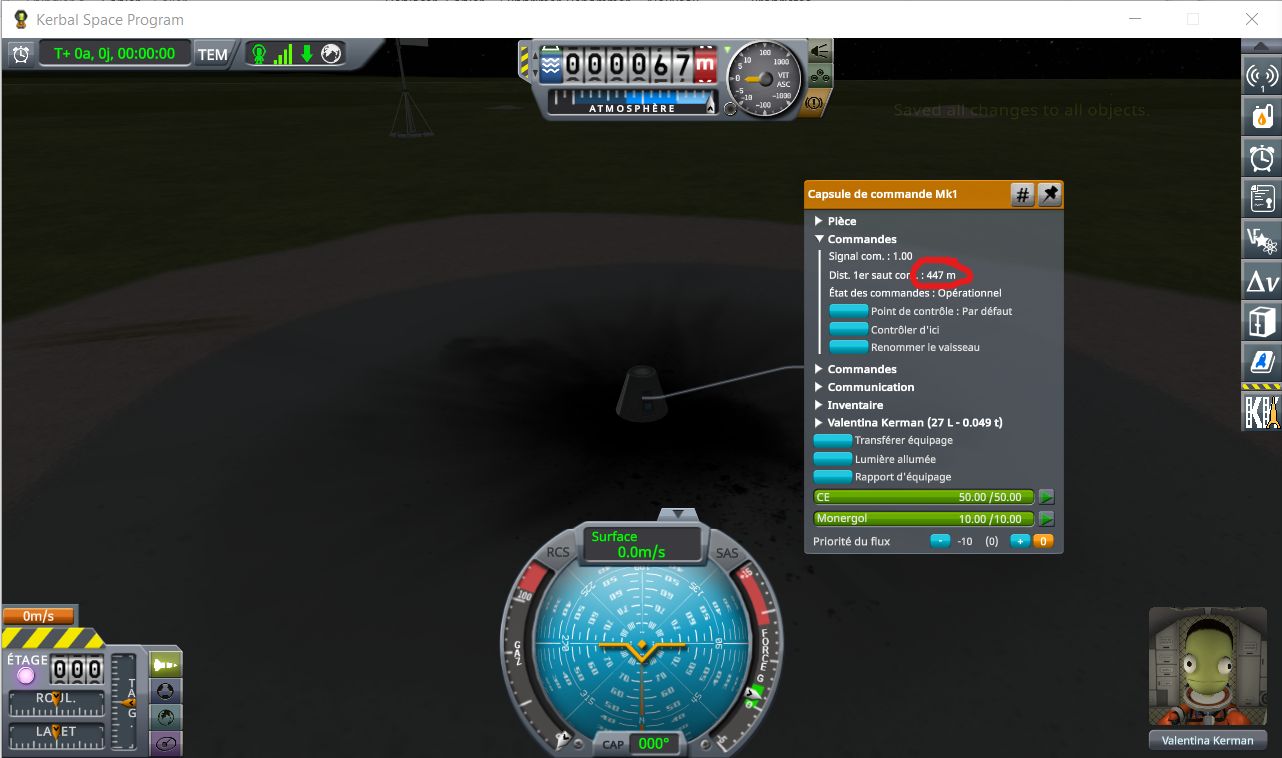 Kerbal Space Program
T+ 0a, 0j, 00:00:00 TEM
000067 m
ATMOSPHÈRE
VIT
ASC
Saved all changes to all objects.
Capsule de commande Mk1 #
Pièce
Commandes
Signal com. : 1.00
Dist. 1er saut co : 447 m
État des commandes : Opérationnel
Point de contrôle : Par défaut
Contrôler d'ici
Renommer le vaisseau
Commandes
Communication
Inventaire
Valentina Kerman (27 L - 0.049 t)
Transférer équipage
Lumière allumée
Rapport d'équipage
CE 50.00 /50.00
Monergol 10.00 /10.00
Priorité du flux - -10 (0) + 0
Δv
Surface
0.0m/s
RCS SAS
GAZ
FORCE G
CAP 000°
0m/s
ÉTAGE 000
ROUL.
LACET
TANG.
Valentina Kerman